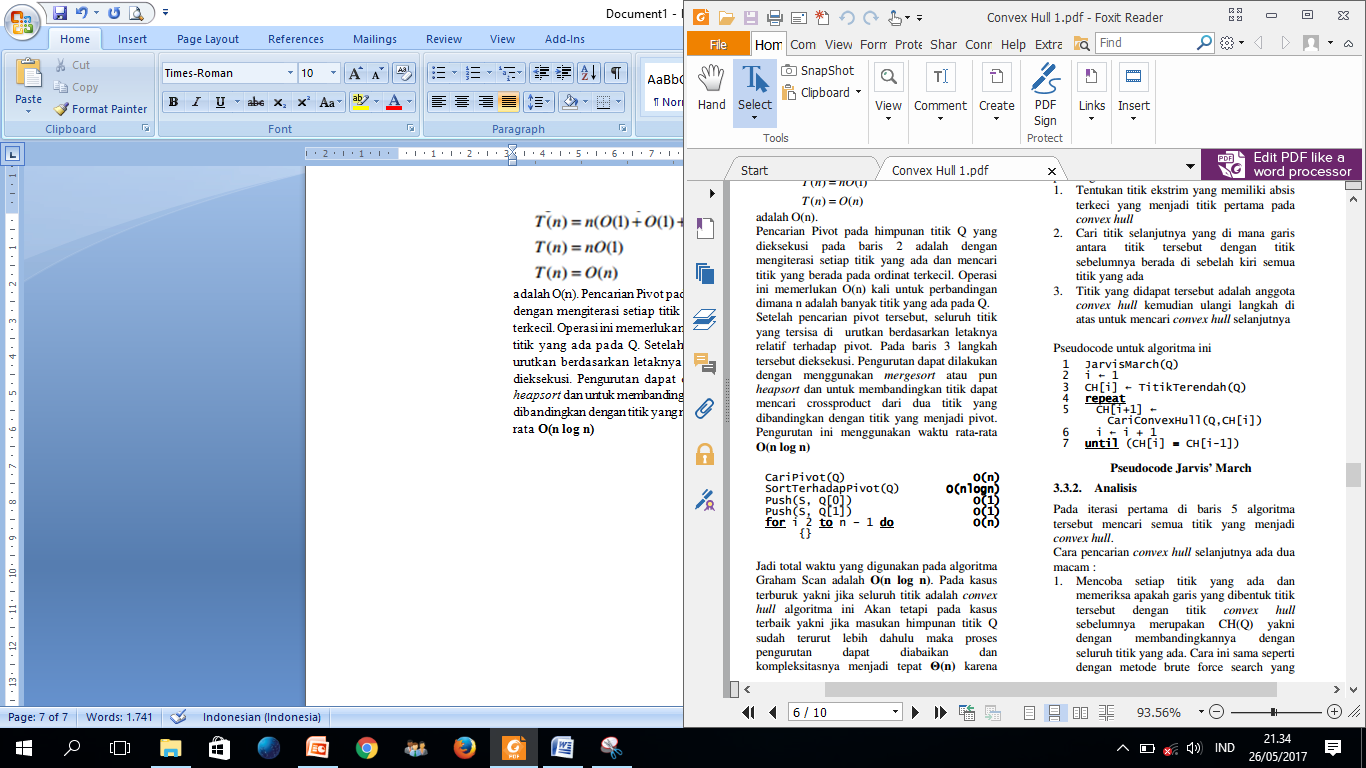 Document1 -
Home Insert Page Layout References Mailings Review View Add-Ins
Paste
Cut
Copy
Format Painter
Clipboard
Times-Roman 10
Font
Paragraph
AaBbC
¶ Norr
T(n) = n(O(1) + O(1) +
T(n) = nO(1)
T(n) = O(n)
adalah O(n). Pencarian Pivot pad
dengan mengiterasi setiap titik
terkecil. Operasi ini memerlukan
titik yang ada pada Q. Setelah
urutkan berdasarkan letaknya
dieksekusi. Pengurutan dapat
heapsort dan untuk membanding
dibandingkan dengan titik yang
rata O(n log n)
Page: 7 of 7 Words: 1.741 Indonesian (Indonesia)
Convex Hull 1.pdf - Foxit Reader
File Hom Com View Form Prote Shar Conr Help Extra Find
Hand
Select
SnapShot
Clipboard
Tools
View
Comment
Create
PDF Sign
Protect
Links
Insert
Start Convex Hull 1.pdf
Edit PDF like a
word processor
T(n) = nO(1)
T(n) = O(n)
adalah O(n).
Pencarian Pivot pada himpunan titik Q yang
dieksekusi pada baris 2 adalah dengan
mengiterasi setiap titik yang ada dan mencari
titik yang berada pada ordinat terkecil. Operasi
ini memerlukan O(n) kali untuk perbandingan
dimana n adalah banyak titik yang ada pada Q.
Setelah pencarian pivot tersebut, seluruh titik
yang tersisa di urutkan berdasarkan letaknya
relatif terhadap pivot. Pada baris 3 langkah
tersebut dieksekusi. Pengurutan dapat dilakukan
dengan menggunakan mergesort atau pun
heapsort dan untuk membandingkan titik dapat
mencari crossproduct dari dua titik yang
dibandingkan dengan titik yang menjadi pivot.
Pengurutan ini menggunakan waktu rata-rata
O(n log n)
CariPivot(Q) O(n)
SortTerhadapPivot(Q) O(nlogn)
Push(S, Q[0]) O(1)
Push(S, Q[1]) O(1)
for i 2 to n – 1 do O(n)
{}
Jadi total waktu yang digunakan pada algoritma
Graham Scan adalah O(n log n). Pada kasus
terburuk yakni jika seluruh titik adalah convex
hull algoritma ini Akan tetapi pada kasus
terbaik yakni jika masukan himpunan titik Q
sudah terurut lebih dahulu maka proses
pengurutan dapat diabaikan dan
kompleksitasnya menjadi tepat Θ(n) karena
1. Tentukan titik ekstrim yang memiliki absis
terkeci yang menjadi titik pertama pada
convex hull
2. Cari titik selanjutnya yang di mana garis
antara titik tersebut dengan titik
sebelumnya berada di sebelah kiri semua
titik yang ada
3. Titik yang didapat tersebut adalah anggota
convex hull kemudian ulangi langkah di
atas untuk mencari convex hull selanjutnya
Pseudocode untuk algoritma ini
1 JarvisMarch(Q)
2 i ← 1
3 CH[i] ← TitikTerendah(Q)
4 repeat
5 CH[i+1] ←
CariConvexHull(Q,CH[i])
6 i ← i + 1
7 until (CH[i] = CH[i-1])
Pseudocode Jarvis’ March
3.3.2. Analisis
Pada iterasi pertama di baris 5 algoritma
tersebut mencari semua titik yang menjadi
convex hull.
Cara pencarian convex hull selanjutnya ada dua
macam :
1. Mencoba setiap titik yang ada dan
memeriksa apakah garis yang dibentuk titik
tersebut dengan titik convex hull
sebelumnya merupakan CH(Q) yakni
dengan membandingkannya dengan
seluruh titik yang ada. Cara ini sama seperti
dengan metode brute force search yang
6 / 10 93.56%
IND
21.34
26/05/2017